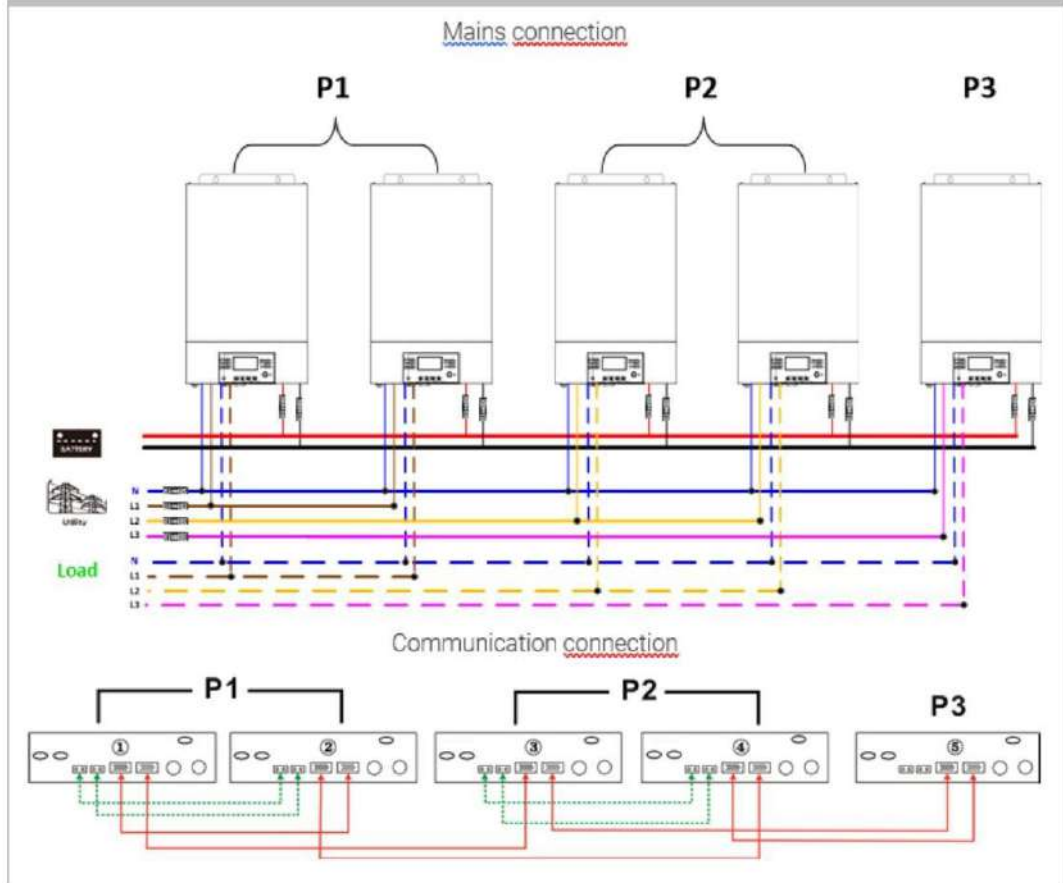 Mains connection
P1 P2 P3
BATTERY
N
L1
Utility
L2
L3
N
Load
L1
L2
L3
Communication connection
P1 P2 P3
① ② ③ ④ ⑤